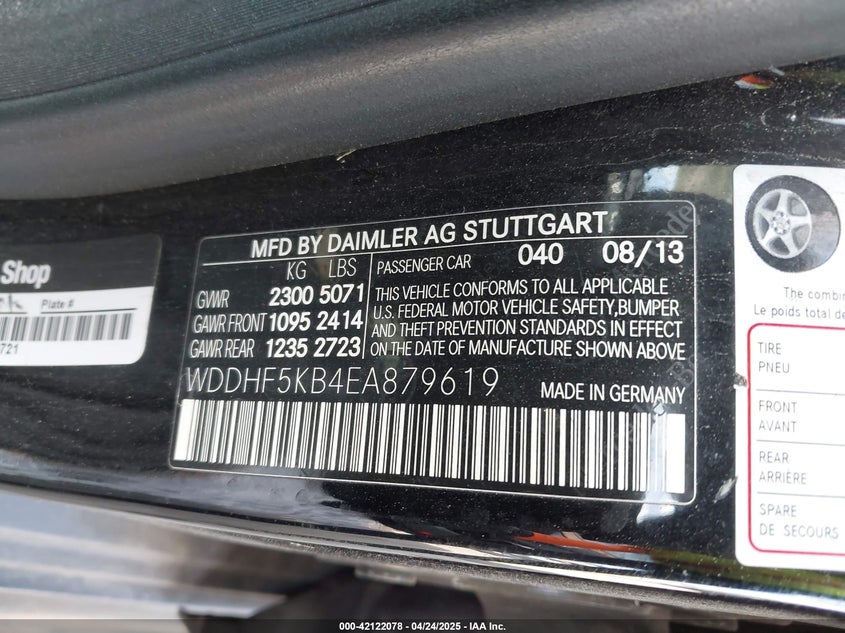 Shop
Plate #
721
MFD BY DAIMLER AG STUTTGART
KG LBS
GVWR 2300 5071
GAWR FRONT 1095 2414
GAWR REAR 1235 2723
PASSENGER CAR 040 08/13
THIS VEHICLE CONFORMS TO ALL APPLICABLE
U.S. FEDERAL MOTOR VEHICLE SAFETY,BUMPER
AND THEFT PREVENTION STANDARDS IN EFFECT
ON THE DATE OF MANUFACTURE SHOWN ABOVE
WDDHF5KB4EA879619 MADE IN GERMANY
The combin
Le poids total de
TIRE
PNEU
FRONT
AVANT
REAR
ARRIÈRE
SPARE
DE SECOURS
000-42122078 - 04/24/2025 - IAA Inc.